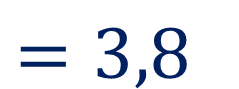 = 3,8